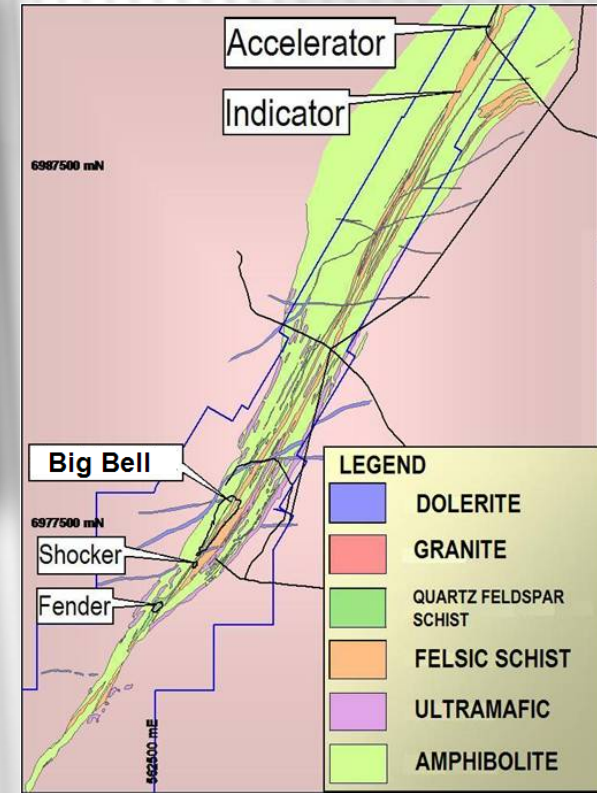 Accelerator
Indicator
6987500 mN
Big Bell
6977500 mN
Shocker
Fender
562500 mE
LEGEND
DOLERITE
GRANITE
QUARTZ FELDSPAR
SCHIST
FELSIC SCHIST
ULTRAMAFIC
AMPHIBOLITE